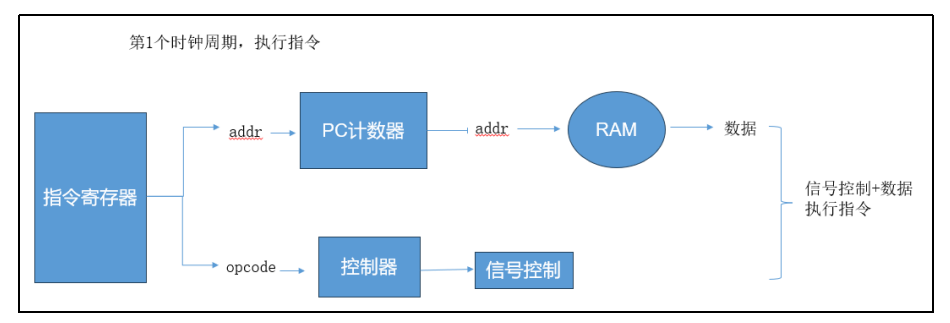 第1个时钟周期，执行指令
指令寄存器
addr
PC计数器
addr
RAM
数据
opcode
控制器
信号控制
信号控制+数据
执行指令